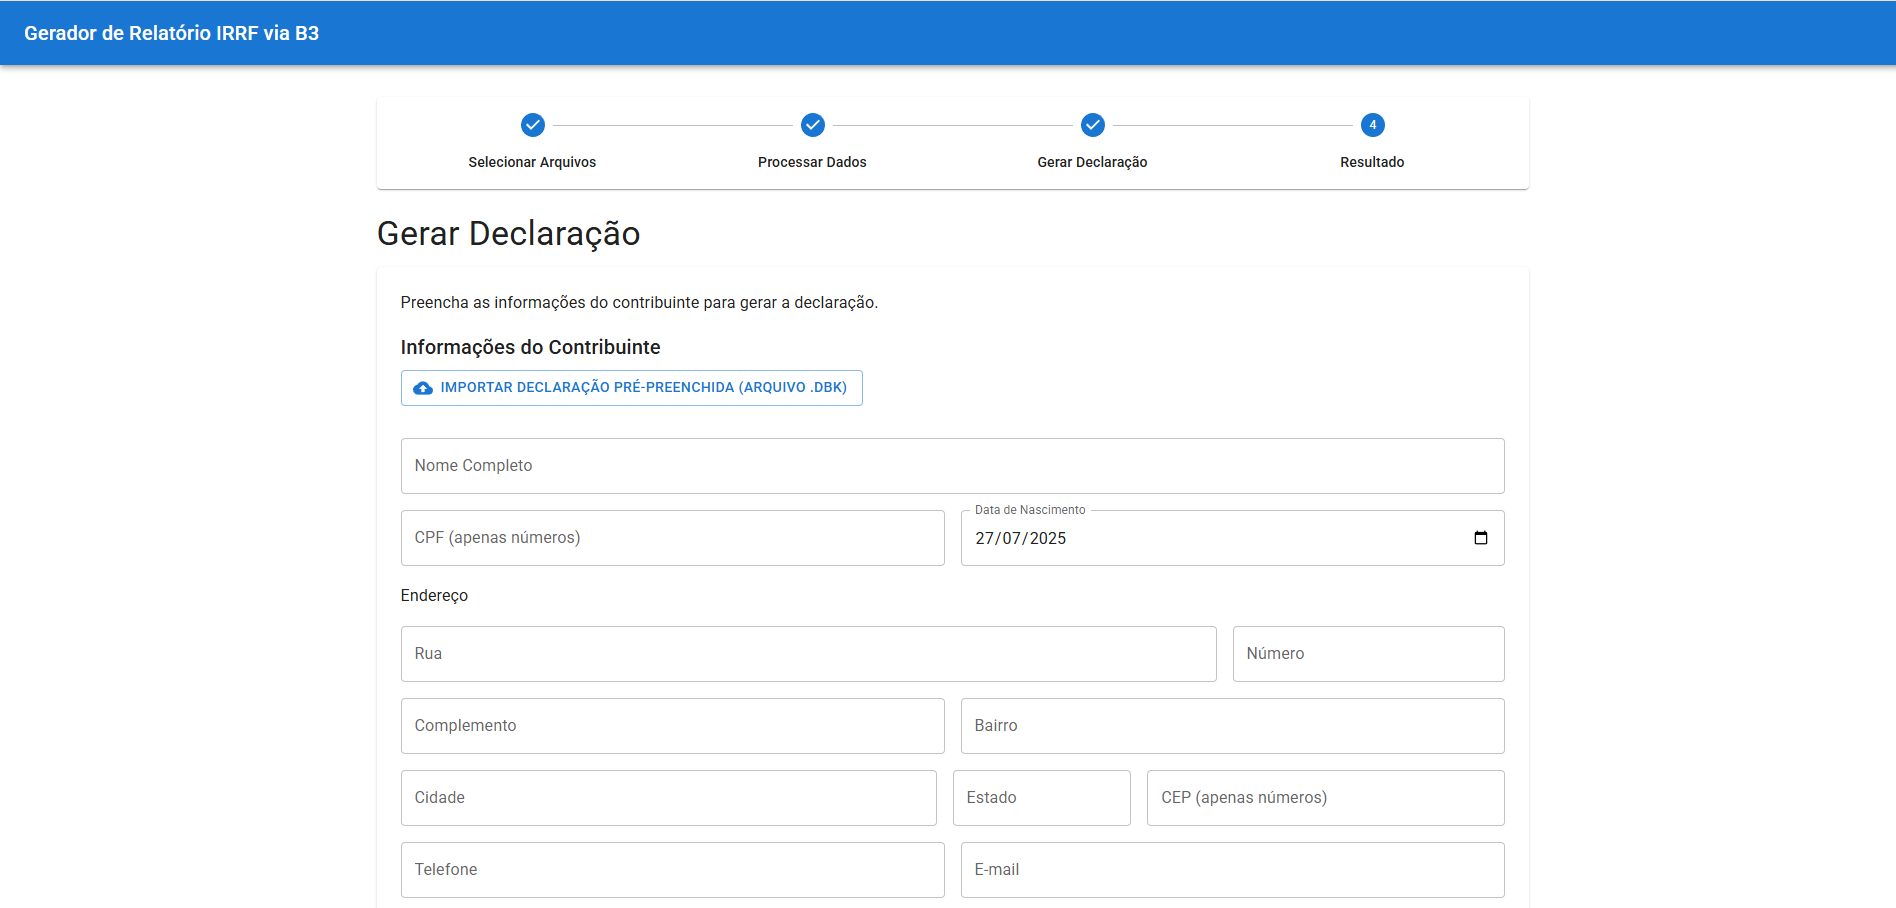 Gerador de Relatório IRRF via B3
4
Selecionar Arquivos
Processar Dados
Gerar Declaração
Resultado
Gerar Declaração
Preencha as informações do contribuinte para gerar a declaração.
Informações do Contribuinte
IMPORTAR DECLARAÇÃO PRÉ-PREENCHIDA (ARQUIVO .DBK)
Nome Completo
CPF (apenas números)
Data de Nascimento
27/07/2025
Endereço
Rua
Número
Complemento
Bairro
Cidade
Estado
CEP (apenas números)
Telefone
E-mail